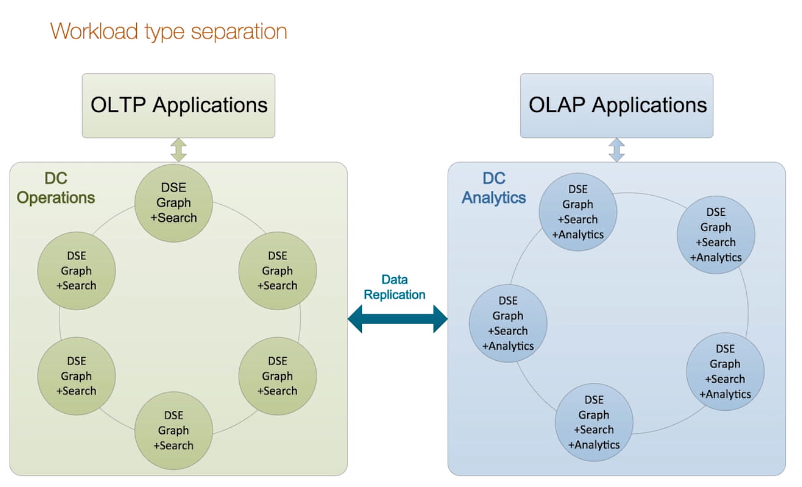 Workload type separation
OLTP Applications
DC
Operations
DSE
Graph
+Search
DSE
Graph
+Search
DSE
Graph
+Search
DSE
Graph
+Search
DSE
Graph
+Search
DSE
Graph
+Search
Data
Replication
OLAP Applications
DC
Analytics
DSE
Graph
+Search
+Analytics
DSE
Graph
+Search
+Analytics
DSE
Graph
+Search
+Analytics
DSE
Graph
+Search
+Analytics
DSE
Graph
+Search
+Analytics